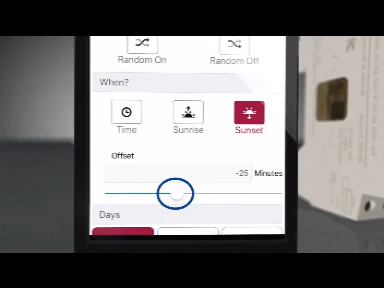 Random On
Random Off
When?
Time
Sunrise
Sunset
Offset
-25 Minutes
Days